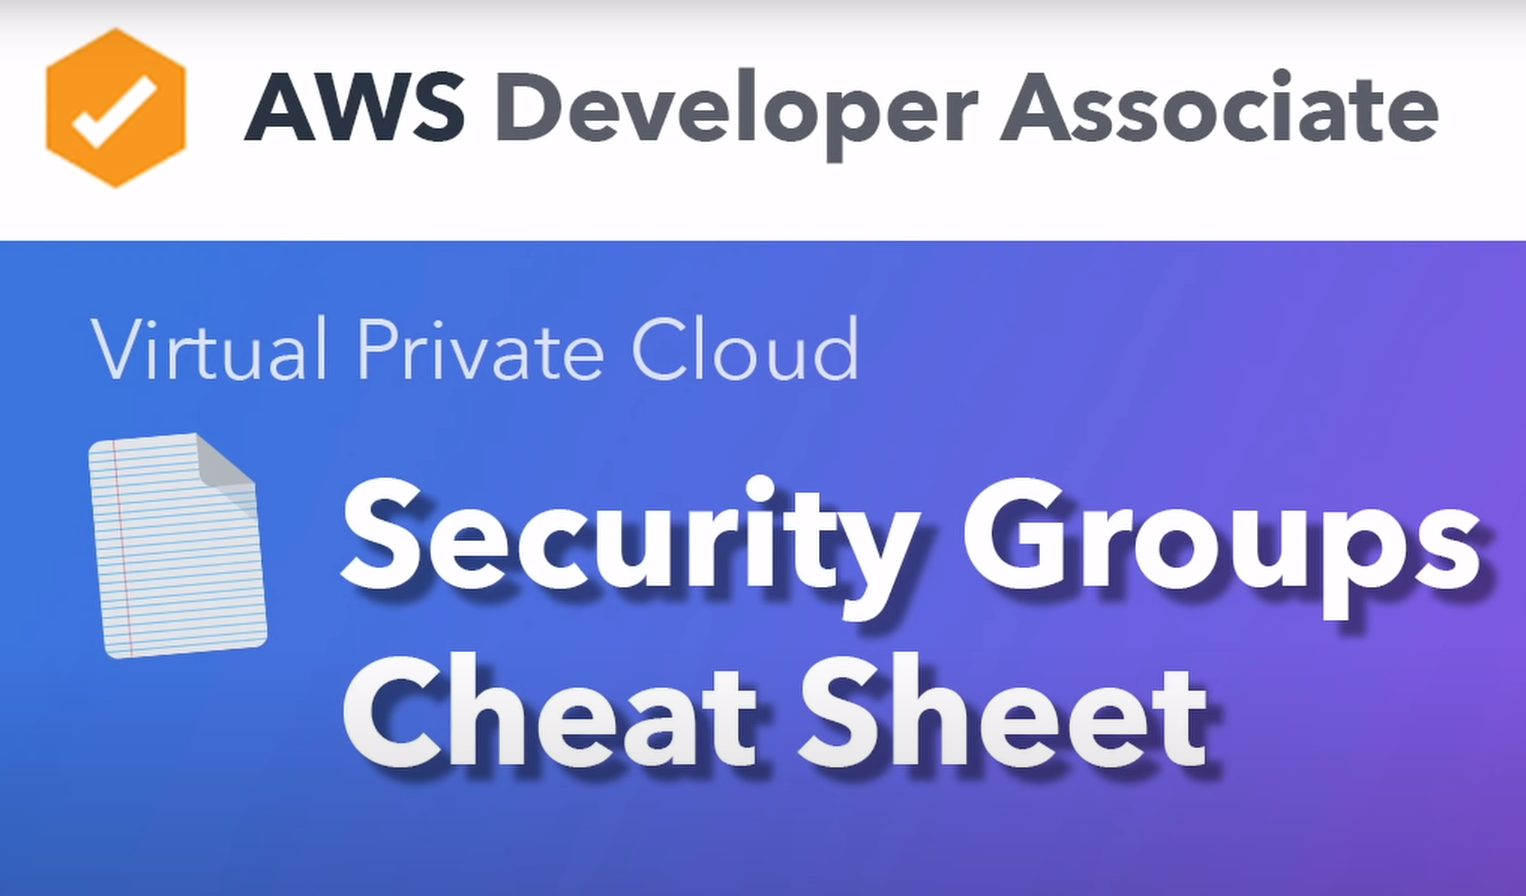 AWS Developer Associate
Virtual Private Cloud
Security Groups
Cheat Sheet